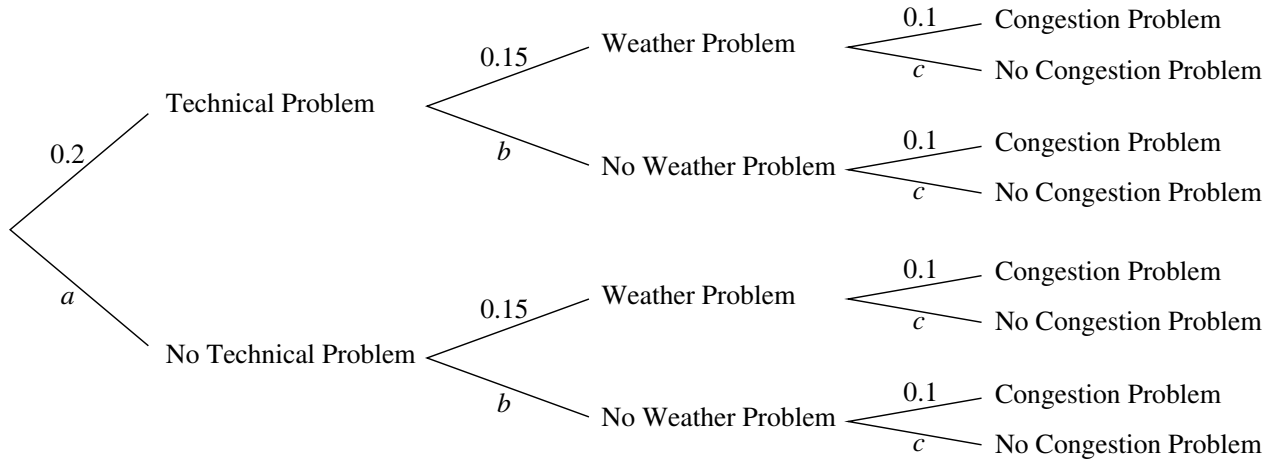 0.1
Congestion Problem
0.15
Weather Problem
c
No Congestion Problem
Technical Problem
0.2
b
No Weather Problem
0.1
Congestion Problem
c
No Congestion Problem
a
No Technical Problem
0.15
Weather Problem
0.1
Congestion Problem
c
No Congestion Problem
b
No Weather Problem
0.1
Congestion Problem
c
No Congestion Problem